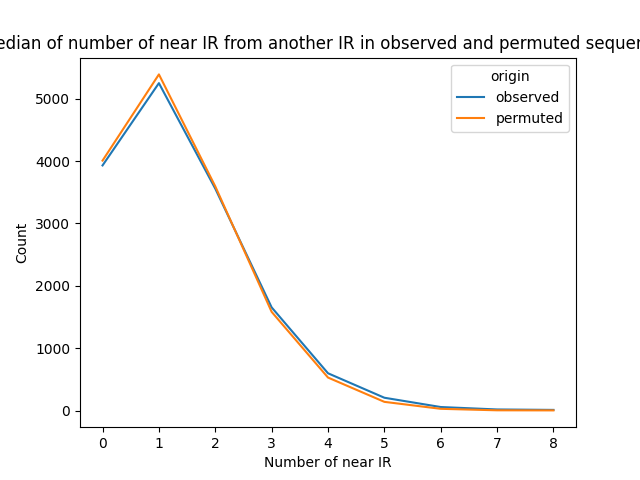 edian of number of near IR from another IR in observed and permuted sequen
origin
observed
permuted
5000
4000
3000
2000
1000
0
Count
0 1 2 3 4 5 6 7 8
Number of near IR